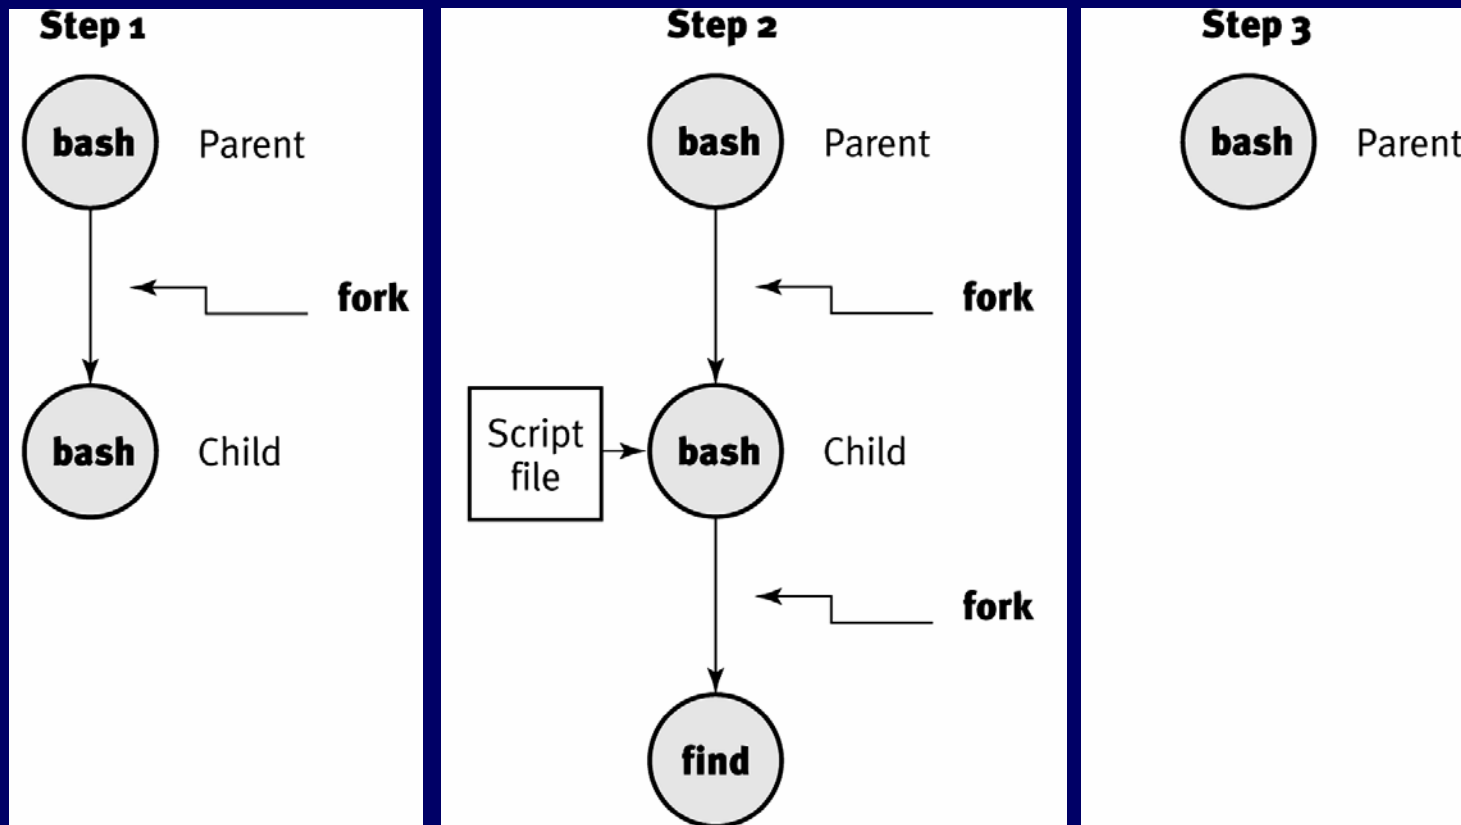 Step 1
bash
Parent
fork
bash
Child
Step 2
bash
Parent
fork
Script
file
bash
Child
fork
find
Step 3
bash
Parent